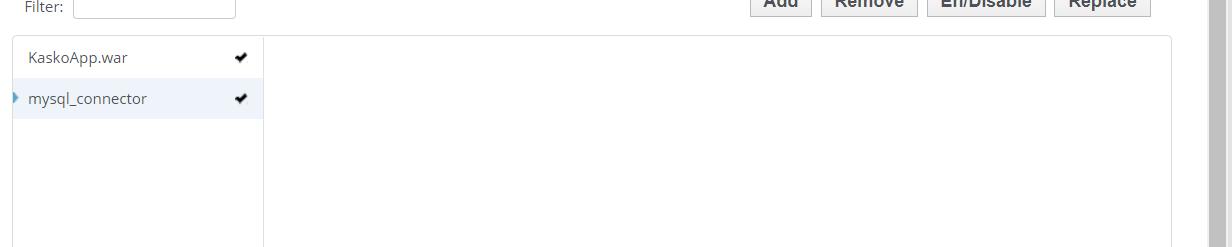 Filter:
Add Remove En/Disable Replace
KaskoApp.war
mysql_connector